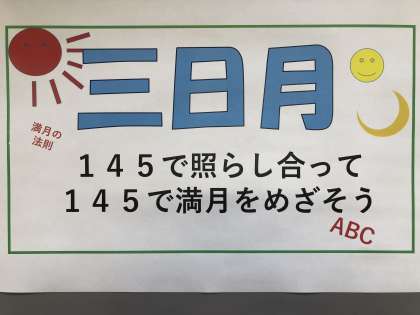 三日月
満月の
法則
１４５で照らし合って
１４５で満月をめざそう
ABC